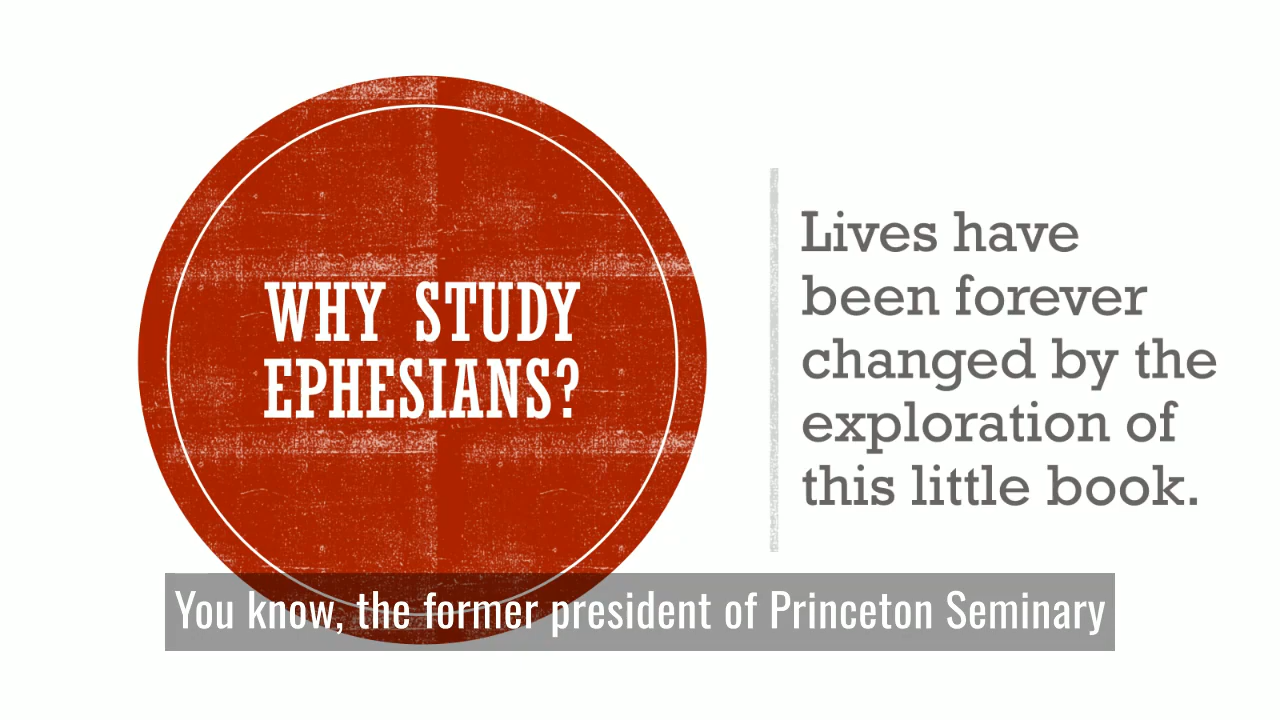 WHY STUDY
EPHESIANS?
Lives have
been forever
changed by the
exploration of
this little book.
You know, the former president of Princeton Seminary